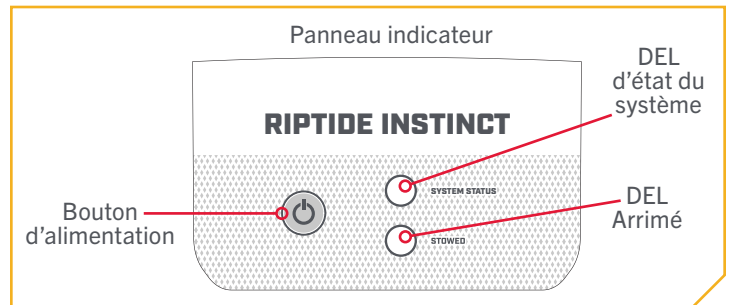 Panneau indicateur
DEL
d'état du
système
RIPTIDE INSTINCT
SYSTEM STATUS
Bouton
d'alimentation
STOWED
DEL
Arrimé